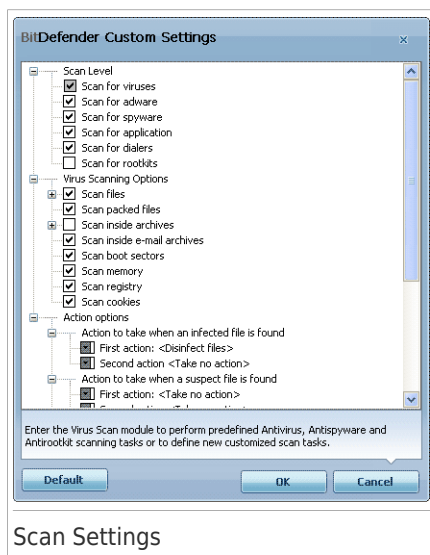 BitDefender Custom Settings
Scan Level
Scan for viruses
Scan for adware
Scan for spyware
Scan for application
Scan for dialers
Scan for rootkits
Virus Scanning Options
Scan files
Scan packed files
Scan inside archives
Scan inside e-mail archives
Scan boot sectors
Scan memory
Scan registry
Scan cookies
Action options
Action to take when an infected file is found
First action: <Disinfect files>
Second action <Take no action>
Action to take when a suspect file is found
First action: <Take no action>
Enter the Virus Scan module to perform predefined Antivirus, Antispyware and
Antirootkit scanning tasks or to define new customized scan tasks.
Default OK Cancel
Scan Settings